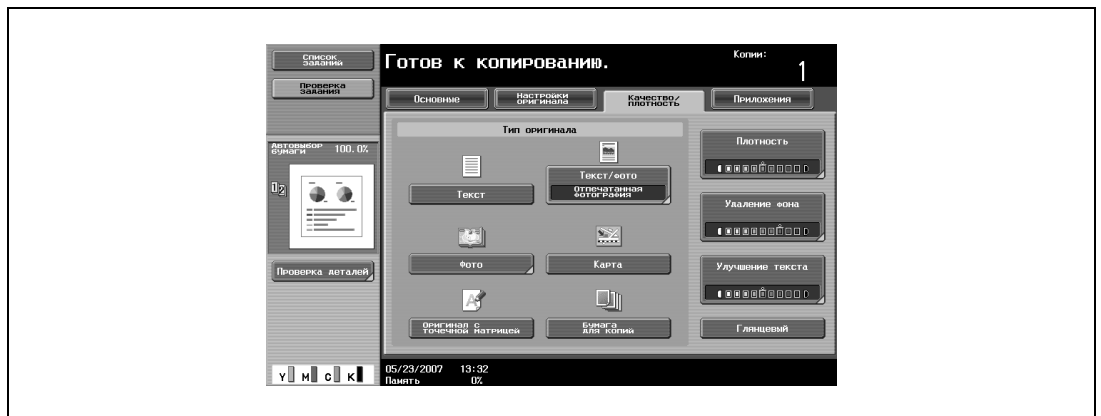 Список
заданий
Готов к копированию.
Копии:
1
Проверка
задания
Основные
Настройки
оригинала
Качество/
плотность
Приложения
Тип оригинала
Автовыбор
бумаги
100.0%
1 2
Текст
Текст/фото
Отпечатанная
фотография
Фото
Карта
Оригинал с
точечной матрицей
Бумага
для копий
Плотность
Удаление фона
Улучшение текста
Глянцевый
Проверка деталей
Y M C K
05/23/2007 13:32
Память 0%